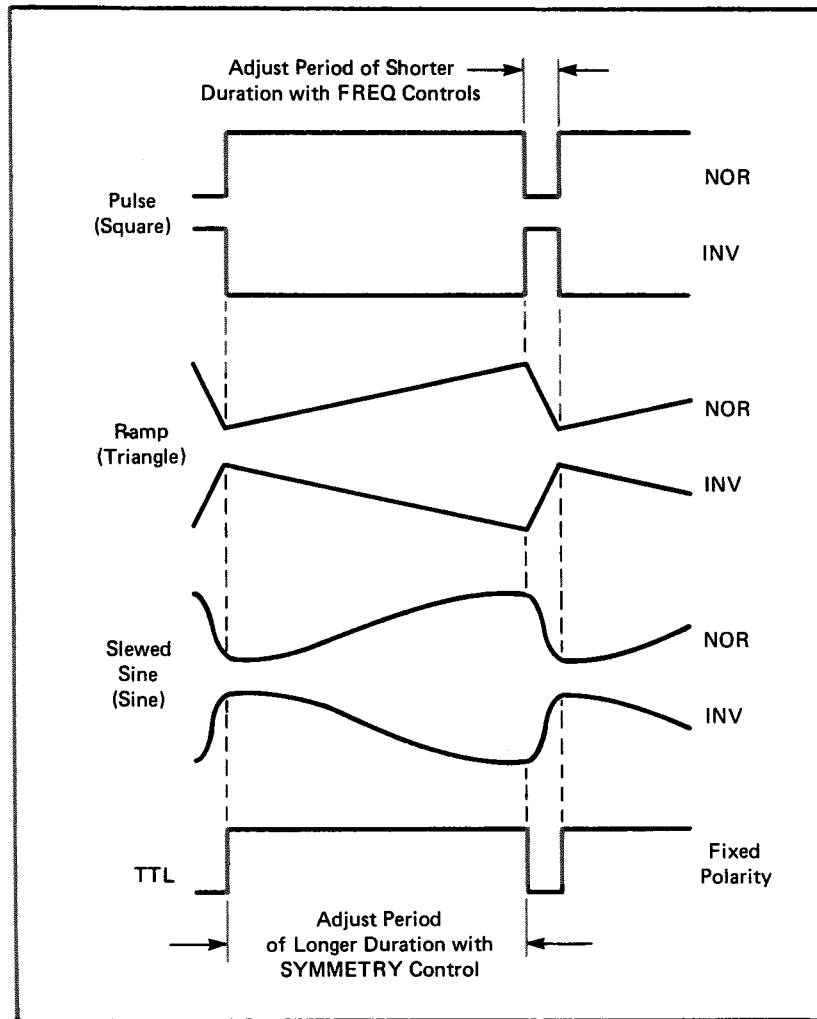 Adjust Period of Shorter
Duration with FREQ Controls
NOR
Pulse
(Square)
INV
NOR
Ramp
(Triangle)
INV
Slewed
Sine
(Sine)
NOR
INV
TTL
Fixed
Polarity
Adjust Period
of Longer Duration with
SYMMETRY Control